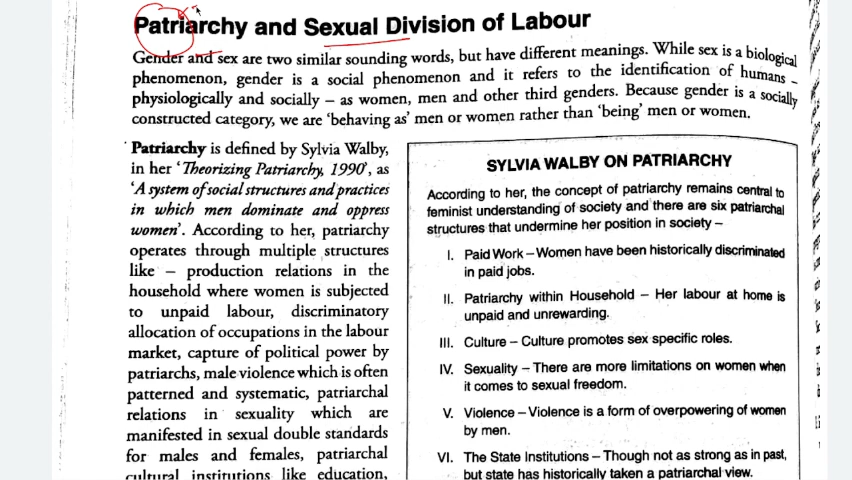 Patriarchy and Sexual Division of Labour
Gender and sex are two similar sounding words, but have different meanings. While sex is a biological
phenomenon, gender is a social phenomenon and it refers to the identification of humans –
physiologically and socially – as women, men and other third genders. Because gender is a socially
constructed category, we are 'behaving as' men or women rather than 'being' men or women.
Patriarchy is defined by Sylvia Walby,
in her 'Theorizing Patriarchy, 1990', as
'A system of social structures and practices
in which men dominate and oppress
women'. According to her, patriarchy
operates through multiple structures
like – production relations in the
household where women is subjected
to unpaid labour, discriminatory
allocation of occupations in the labour
market, capture of political power by
patriarchs, male violence which is often
patterned and systematic, patriarchal
relations in sexuality which are
manifested in sexual double standards
for males and females, patriarchal
cultural institutions like education,
SYLVIA WALBY ON PATRIARCHY
According to her, the concept of patriarchy remains central to
feminist understanding of society and there are six patriarchal
structures that undermine her position in society –
I. Paid Work – Women have been historically discriminated
in paid jobs.
II. Patriarchy within Household – Her labour at home is
unpaid and unrewarding.
III. Culture – Culture promotes sex specific roles.
IV. Sexuality – There are more limitations on women when
it comes to sexual freedom.
V. Violence – Violence is a form of overpowering of women
by men.
VI. The State Institutions – Though not as strong as in past,
but state has historically taken a patriarchal view.